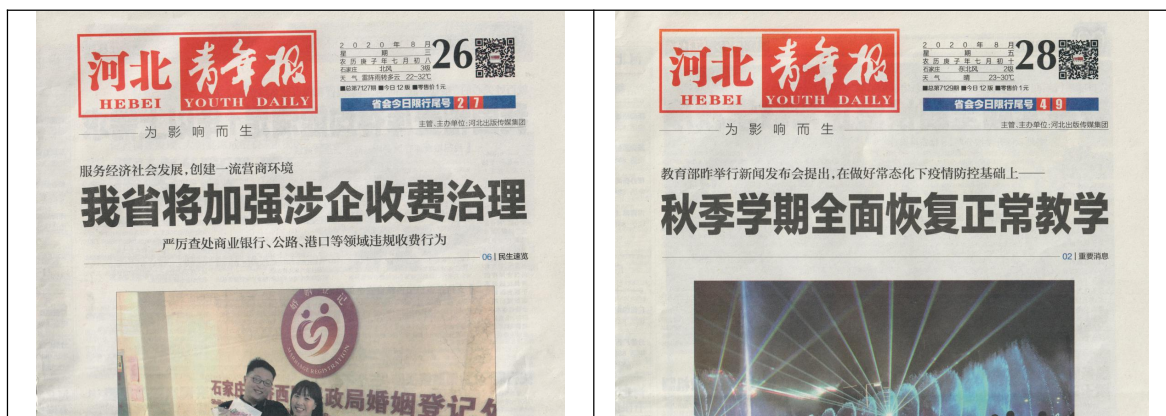 河北 青年报
HEBEI YOUTH DAILY
为影响而生
2020年8月 26
星期三
农历庚子年七月初八
石家庄 北风 3级
天气 雷阵雨转多云 22-32℃
■总第7127期 ■今日12版 ■零售价1元
省会今日限行尾号 2 7
主管、主办单位:河北出版传媒集团
服务经济社会发展,创建一流营商环境
我省将加强涉企收费治理
严厉查处商业银行、公路、港口等领域违规收费行为
06 | 民生速览
婚姻登记
MARRIAGE REGISTRATION
石家庄 西 政局婚姻登记处
河北 青年报
HEBEI YOUTH DAILY
为影响而生
2020年8月 28
星期五
农历庚子年七月初十
石家庄 东北风 2级
天气 晴 23-30℃
■总第7129期 ■今日12版 ■零售价1元
省会今日限行尾号 4 9
主管、主办单位:河北出版传媒集团
教育部昨举行新闻发布会提出,在做好常态化下疫情防控基础上——
秋季学期全面恢复正常教学
02 | 重要消息